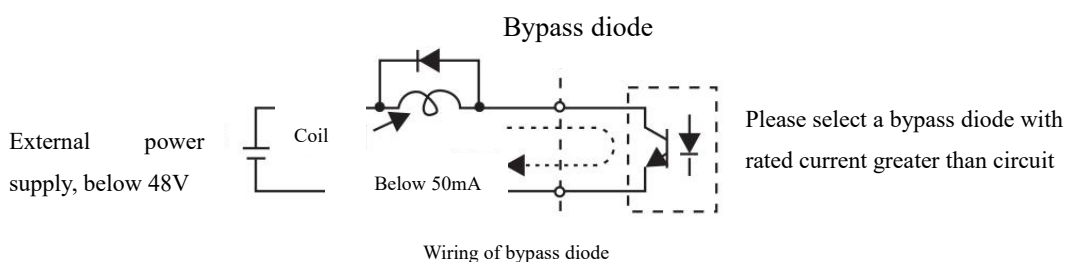 Bypass diode
External power
supply, below 48V
Coil
Below 50mA
Please select a bypass diode with
rated current greater than circuit
Wiring of bypass diode